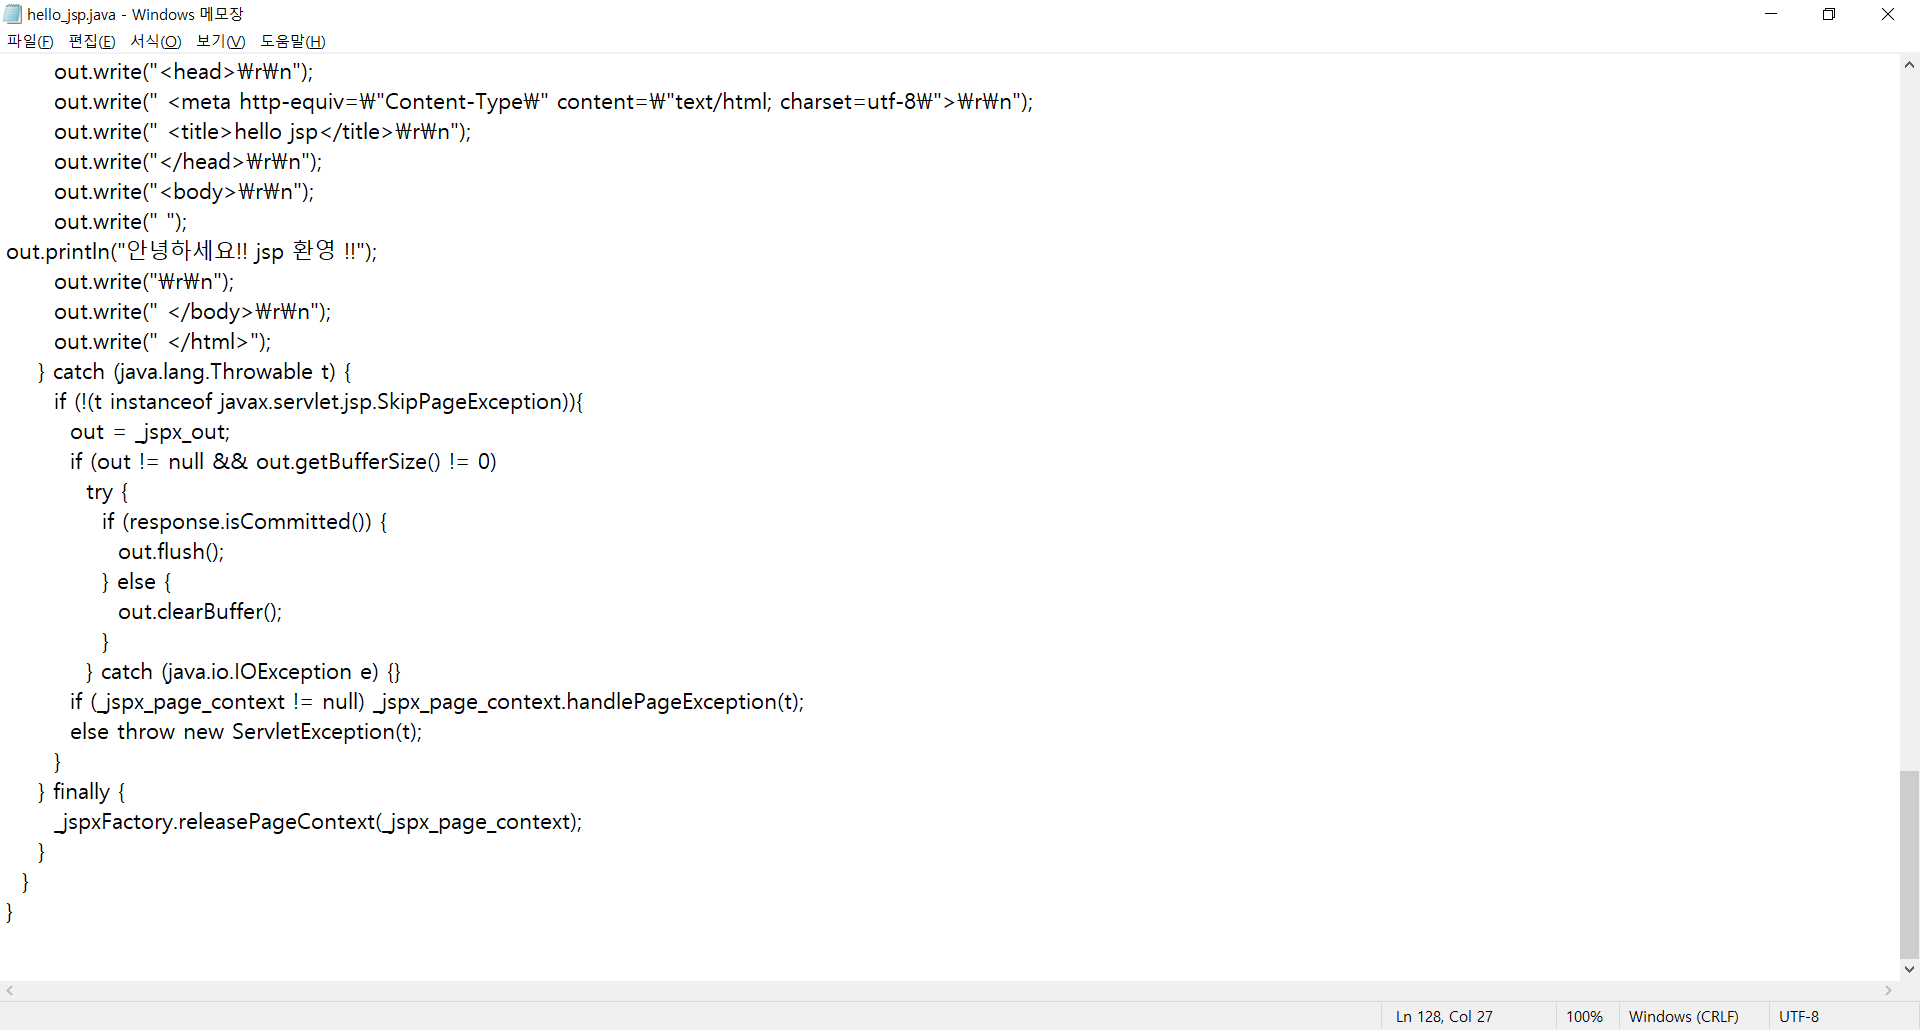 hello_jsp.java - Windows 메모장
파일(F) 편집(E) 서식(O) 보기(V) 도움말(H)
out.write("<head>₩r₩n");
out.write(" <meta http-equiv=₩"Content-Type₩" content=₩"text/html; charset=utf-8₩">₩r₩n");
out.write(" <title>hello jsp</title>₩r₩n");
out.write("</head>₩r₩n");
out.write("<body>₩r₩n");
out.write(" ");
out.println("안녕하세요!! jsp 환영 !!");
out.write("₩r₩n");
out.write(" </body>₩r₩n");
out.write(" </html>");
} catch (java.lang.Throwable t) {
if (!(t instanceof javax.servlet.jsp.SkipPageException)){
out = _jspx_out;
if (out != null && out.getBufferSize() != 0)
try {
if (response.isCommitted()) {
out.flush();
} else {
out.clearBuffer();
}
} catch (java.io.IOException e) {}
if (_jspx_page_context != null) _jspx_page_context.handlePageException(t);
else throw new ServletException(t);
}
} finally {
_jspxFactory.releasePageContext(_jspx_page_context);
}
}
}
Ln 128, Col 27 100% Windows (CRLF) UTF-8